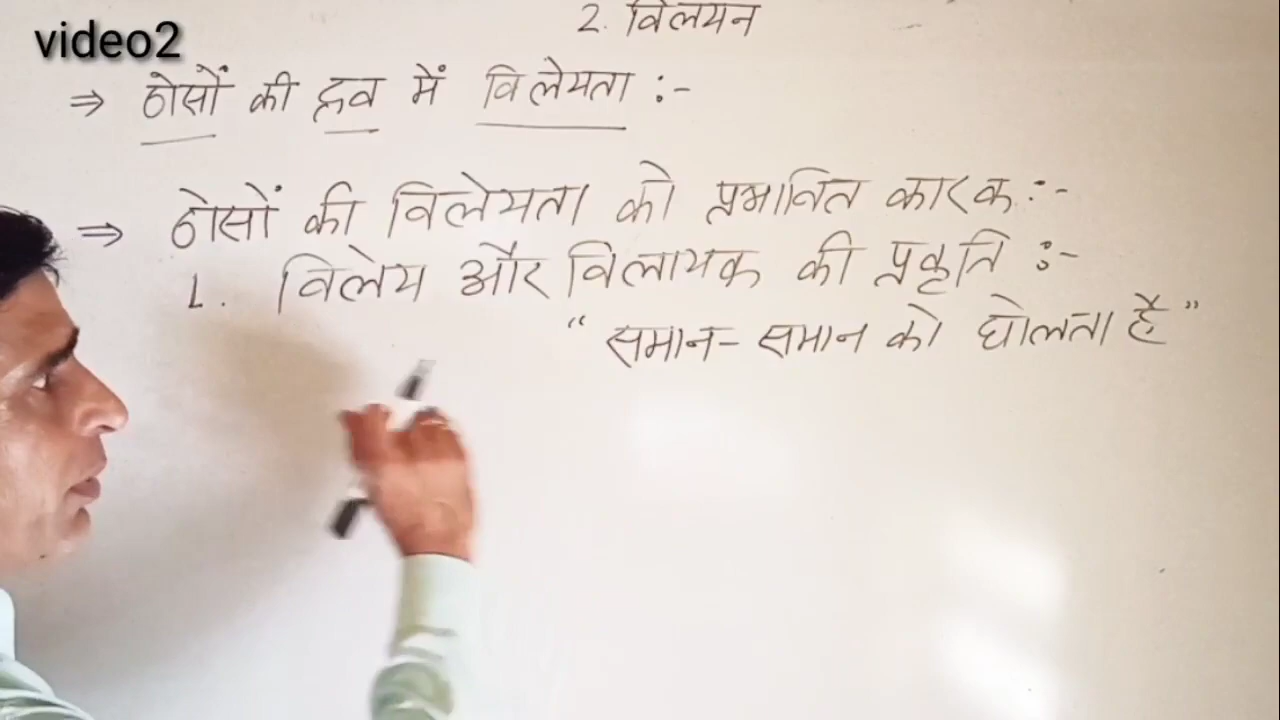 2. विलयन
video2
⇒ ठोसों की द्रव में विलेयता :-
⇒ ठोसों की विलेयता को प्रभावित कारक :-
1. विलेय और विलायक की प्रकृति :-
“ समान- समान को घोलता है ”